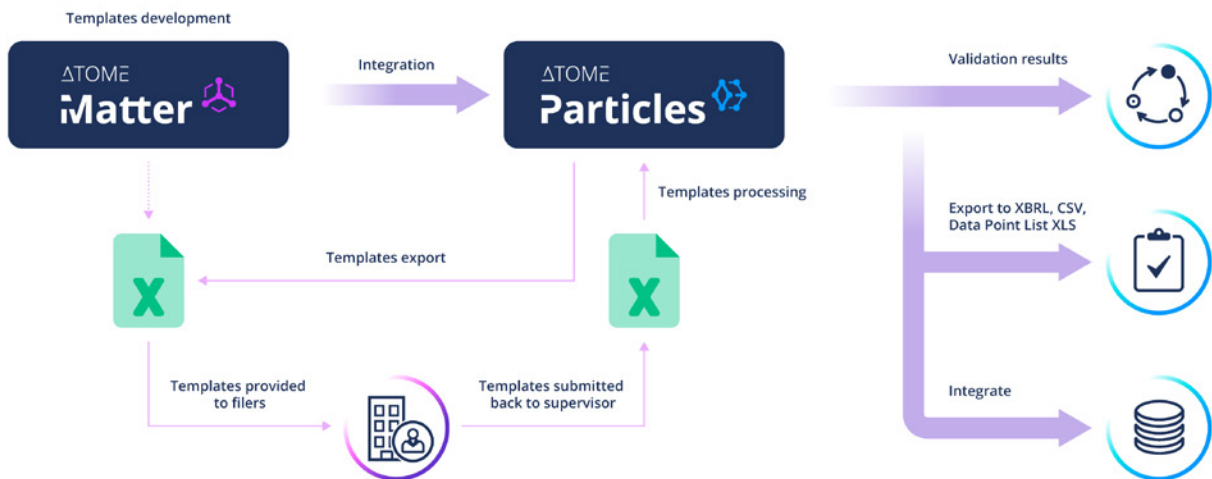 Templates development
ATOME
Matter
Integration
ATOME
Particles
Validation results
Templates processing
Export to XBRL, CSV,
Data Point List XLS
Templates export
X
X
Templates provided
to filers
Templates submitted
back to supervisor
Integrate